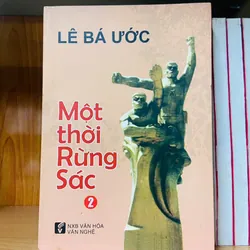 LÊ BÁ ƯỚC
Một
thời
Rừng
Sác
2
NXB VĂN HÓA
VĂN NGHỆ